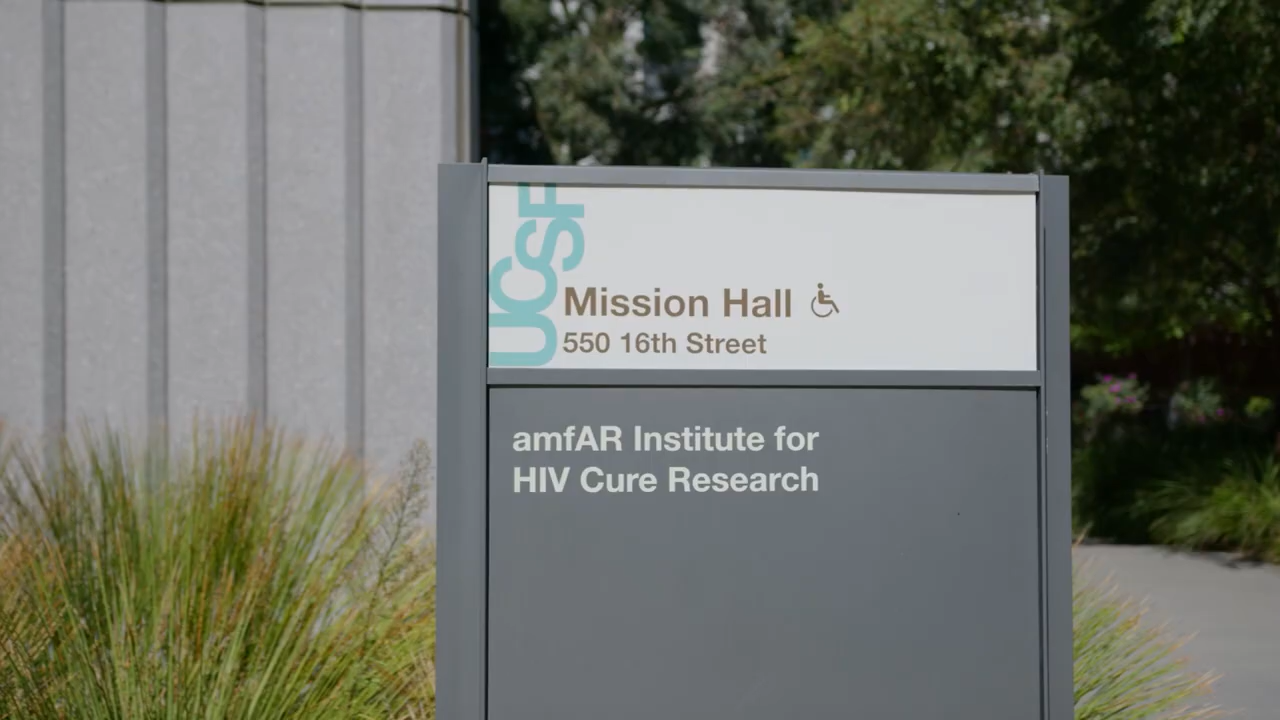 UCSF
Mission Hall
550 16th Street
amfAR Institute for
HIV Cure Research